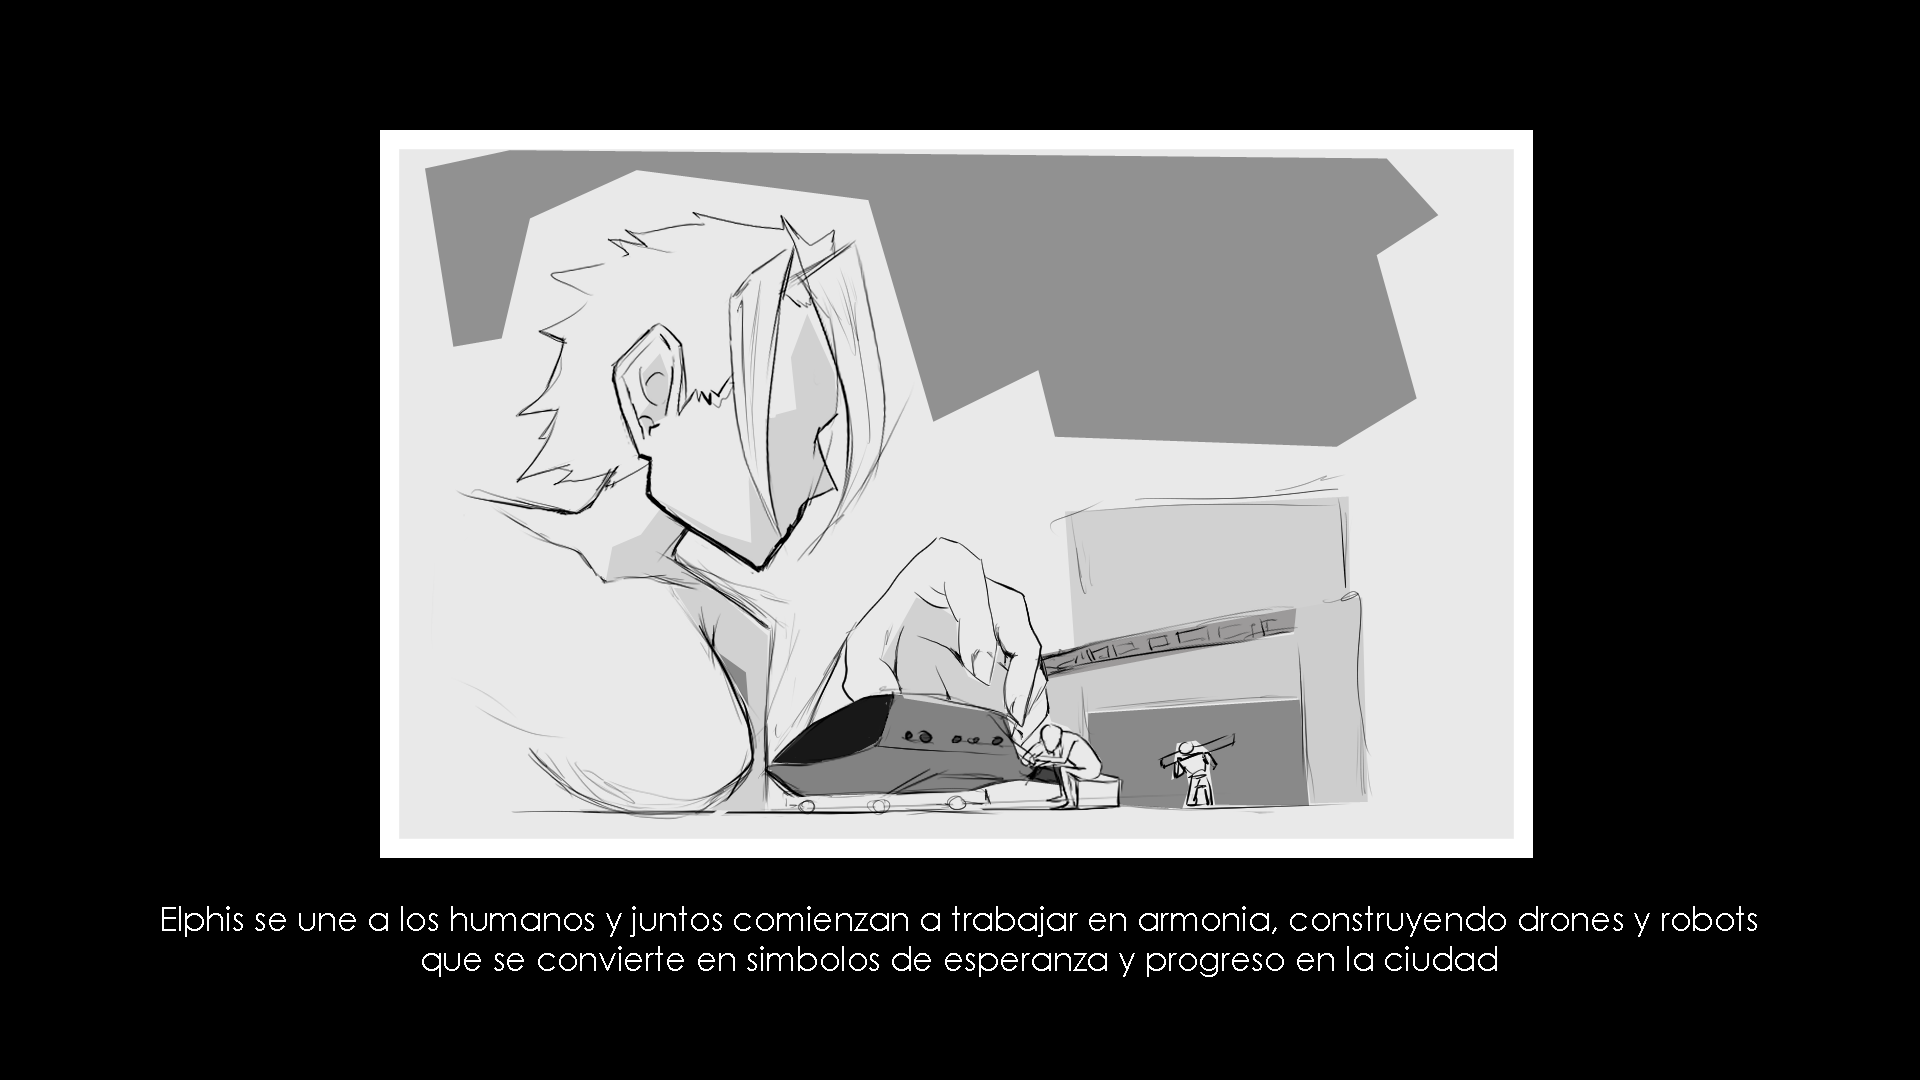 Elphis se une a los humanos y juntos comienzan a trabajar en armonia, construyendo drones y robots
que se convierte en simbolos de esperanza y progreso en la ciudad